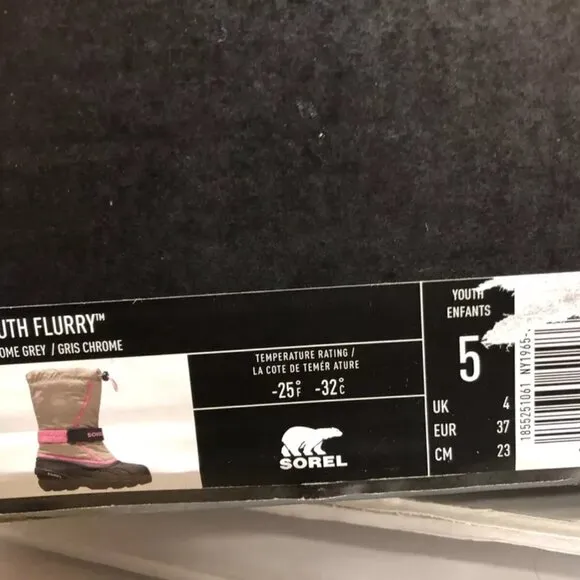 UTH FLURRY™
OME GREY / GRIS CHROME
TEMPERATURE RATING /
LA COTE DE TEMÉR ATURE
-25°F -32°C
SOREL
SOREL
YOUTH
ENFANTS
5
UK 4
EUR 37
CM 23
1855251061 NY1965-